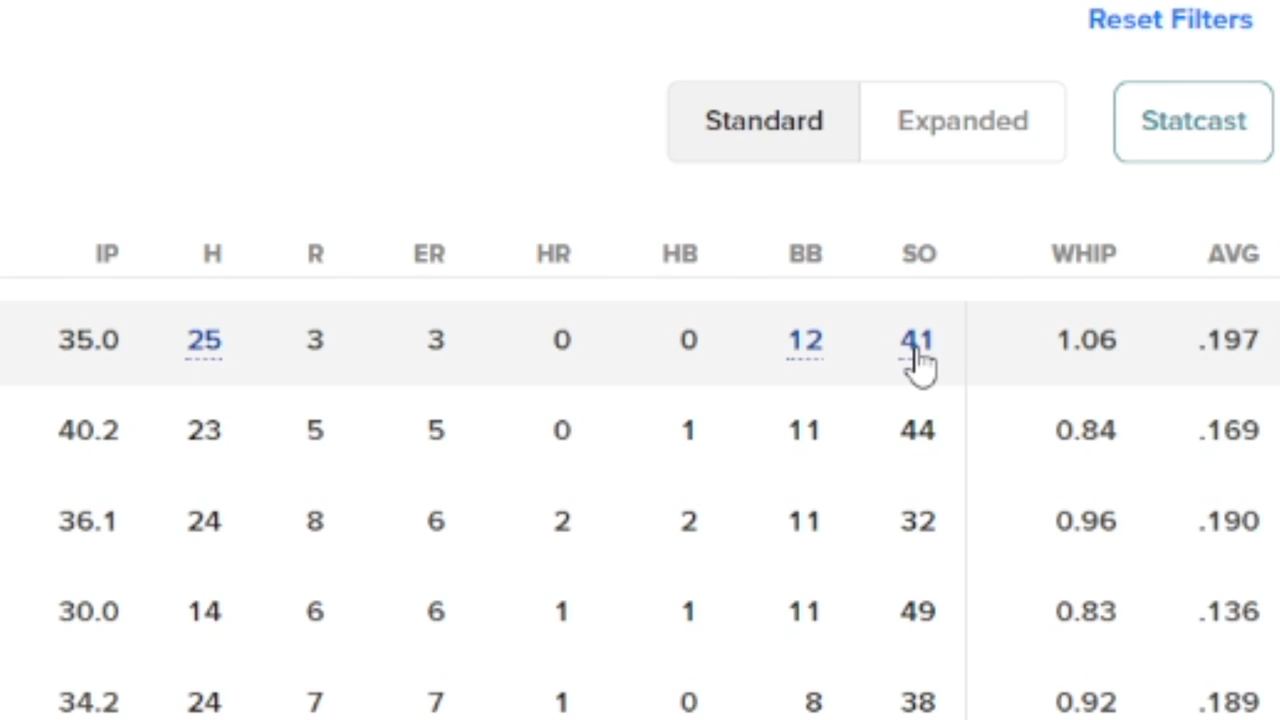 Reset Filters
Standard Expanded Statcast
IP H R ER HR HB BB SO WHIP AVG
35.0 25 3 3 0 0 12 41 1.06 .197
40.2 23 5 5 0 1 11 44 0.84 .169
36.1 24 8 6 2 2 11 32 0.96 .190
30.0 14 6 6 1 1 11 49 0.83 .136
34.2 24 7 7 1 0 8 38 0.92 .189